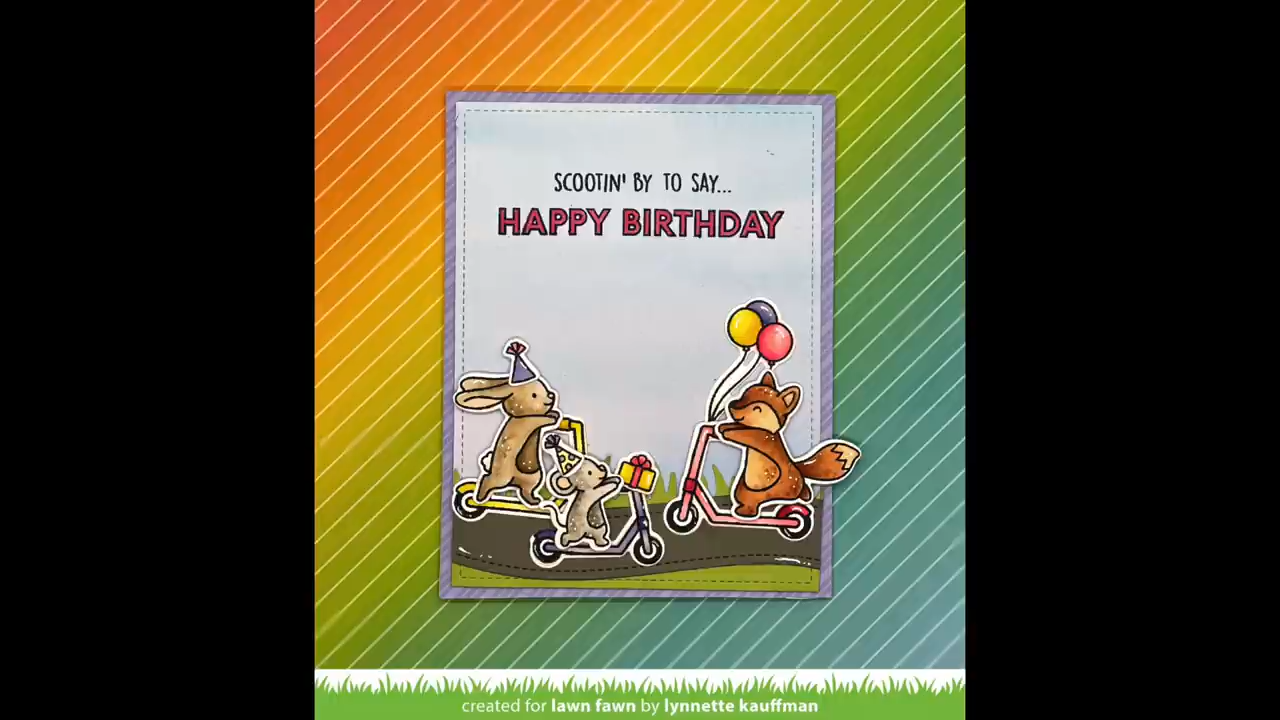 SCOOTIN' BY TO SAY...
HAPPY BIRTHDAY
created for lawn fawn by lynnette kauffman